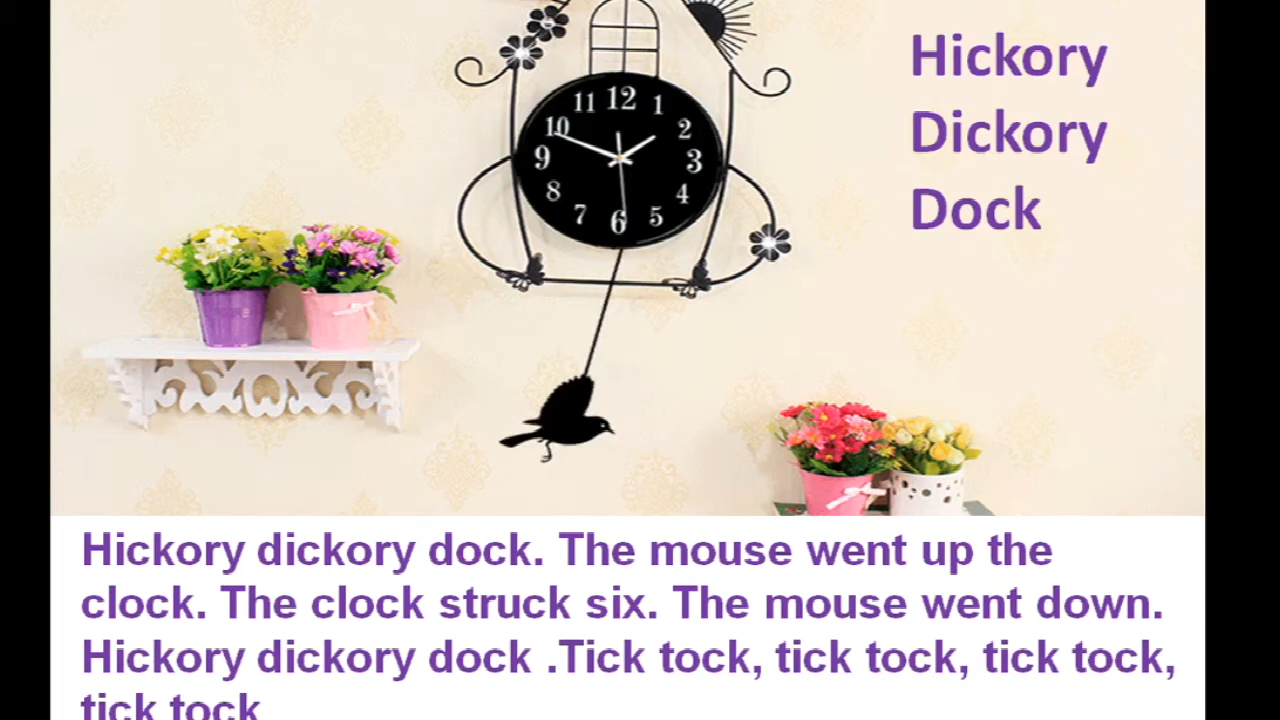 Hickory
Dickory
Dock
11 12 1
10 2
9 3
8 4
7 6 5
Hickory dickory dock. The mouse went up the
clock. The clock struck six. The mouse went down.
Hickory dickory dock .Tick tock, tick tock, tick tock,
tick tock